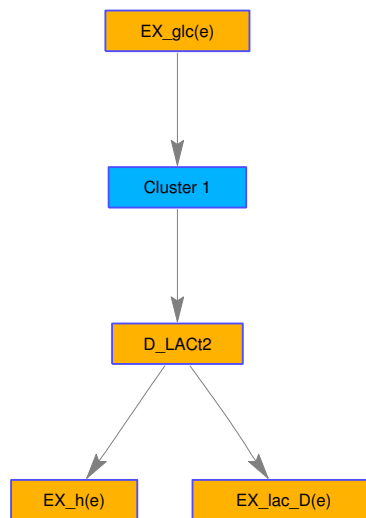 EX_glc(e)
Cluster 1
D_LACt2
EX_h(e)
EX_lac_D(e)